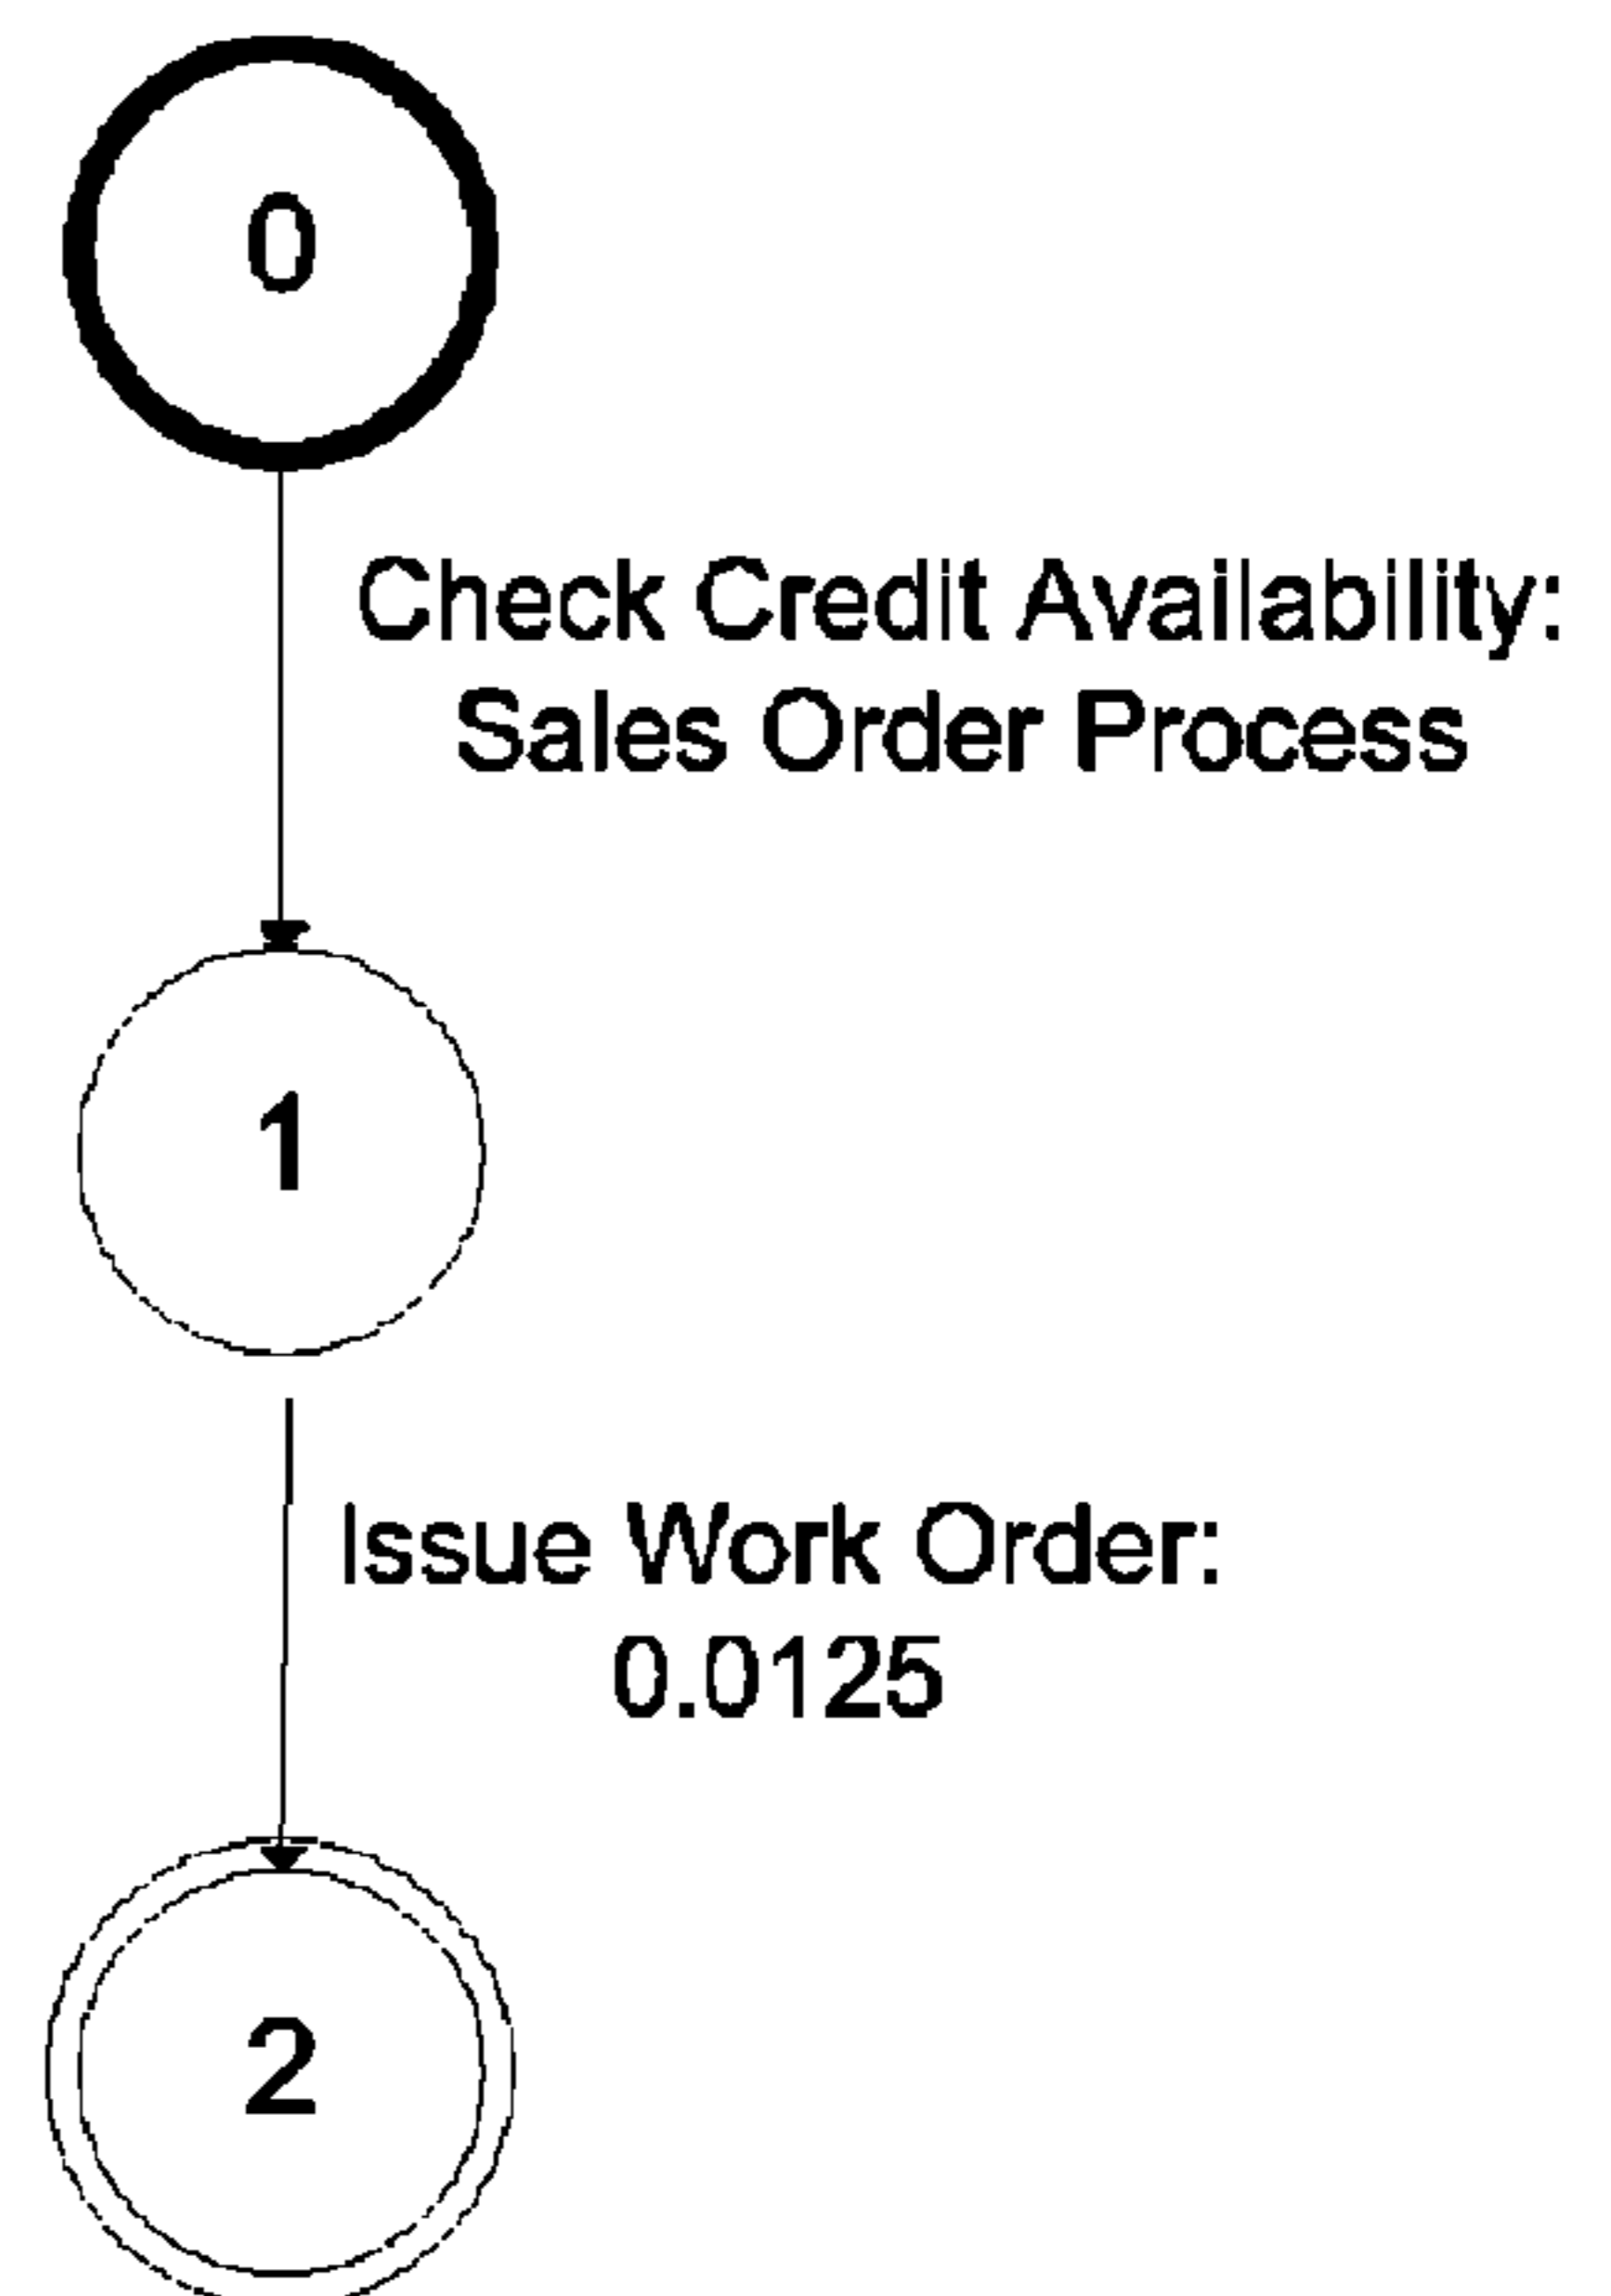 0
Check Credit Availability:
Sales Order Process
1
Issue Work Order:
0.0125
2